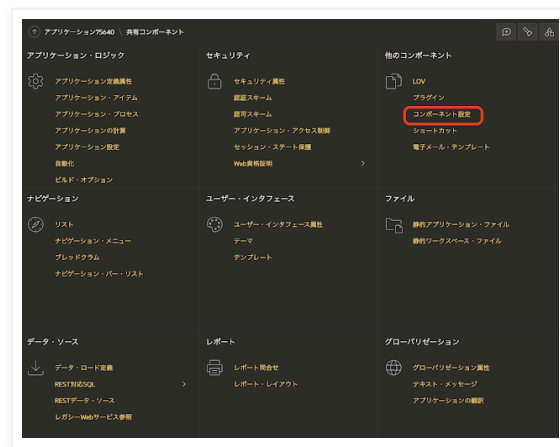 アプリケーション75640 \ 共有コンポーネント
アプリケーション・ロジック
アプリケーション定義属性
アプリケーション・アイテム
アプリケーション・プロセス
アプリケーションの計算
アプリケーション設定
自動化
ビルド・オプション
セキュリティ
セキュリティ属性
認証スキーム
認可スキーム
アプリケーション・アクセス制御
セッション・ステート保護
Web資格証明
他のコンポーネント
LOV
プラグイン
コンポーネント設定
ショートカット
電子メール・テンプレート
ナビゲーション
リスト
ナビゲーション・メニュー
ブレッドクラム
ナビゲーション・バー・リスト
ユーザー・インタフェース
ユーザー・インタフェース属性
テーマ
テンプレート
ファイル
静的アプリケーション・ファイル
静的ワークスペース・ファイル
データ・ソース
データ・ロード定義
REST対応SQL
RESTデータ・ソース
レガシーWebサービス参照
レポート
レポート問合せ
レポート・レイアウト
グローバリゼーション
グローバリゼーション属性
テキスト・メッセージ
アプリケーションの翻訳